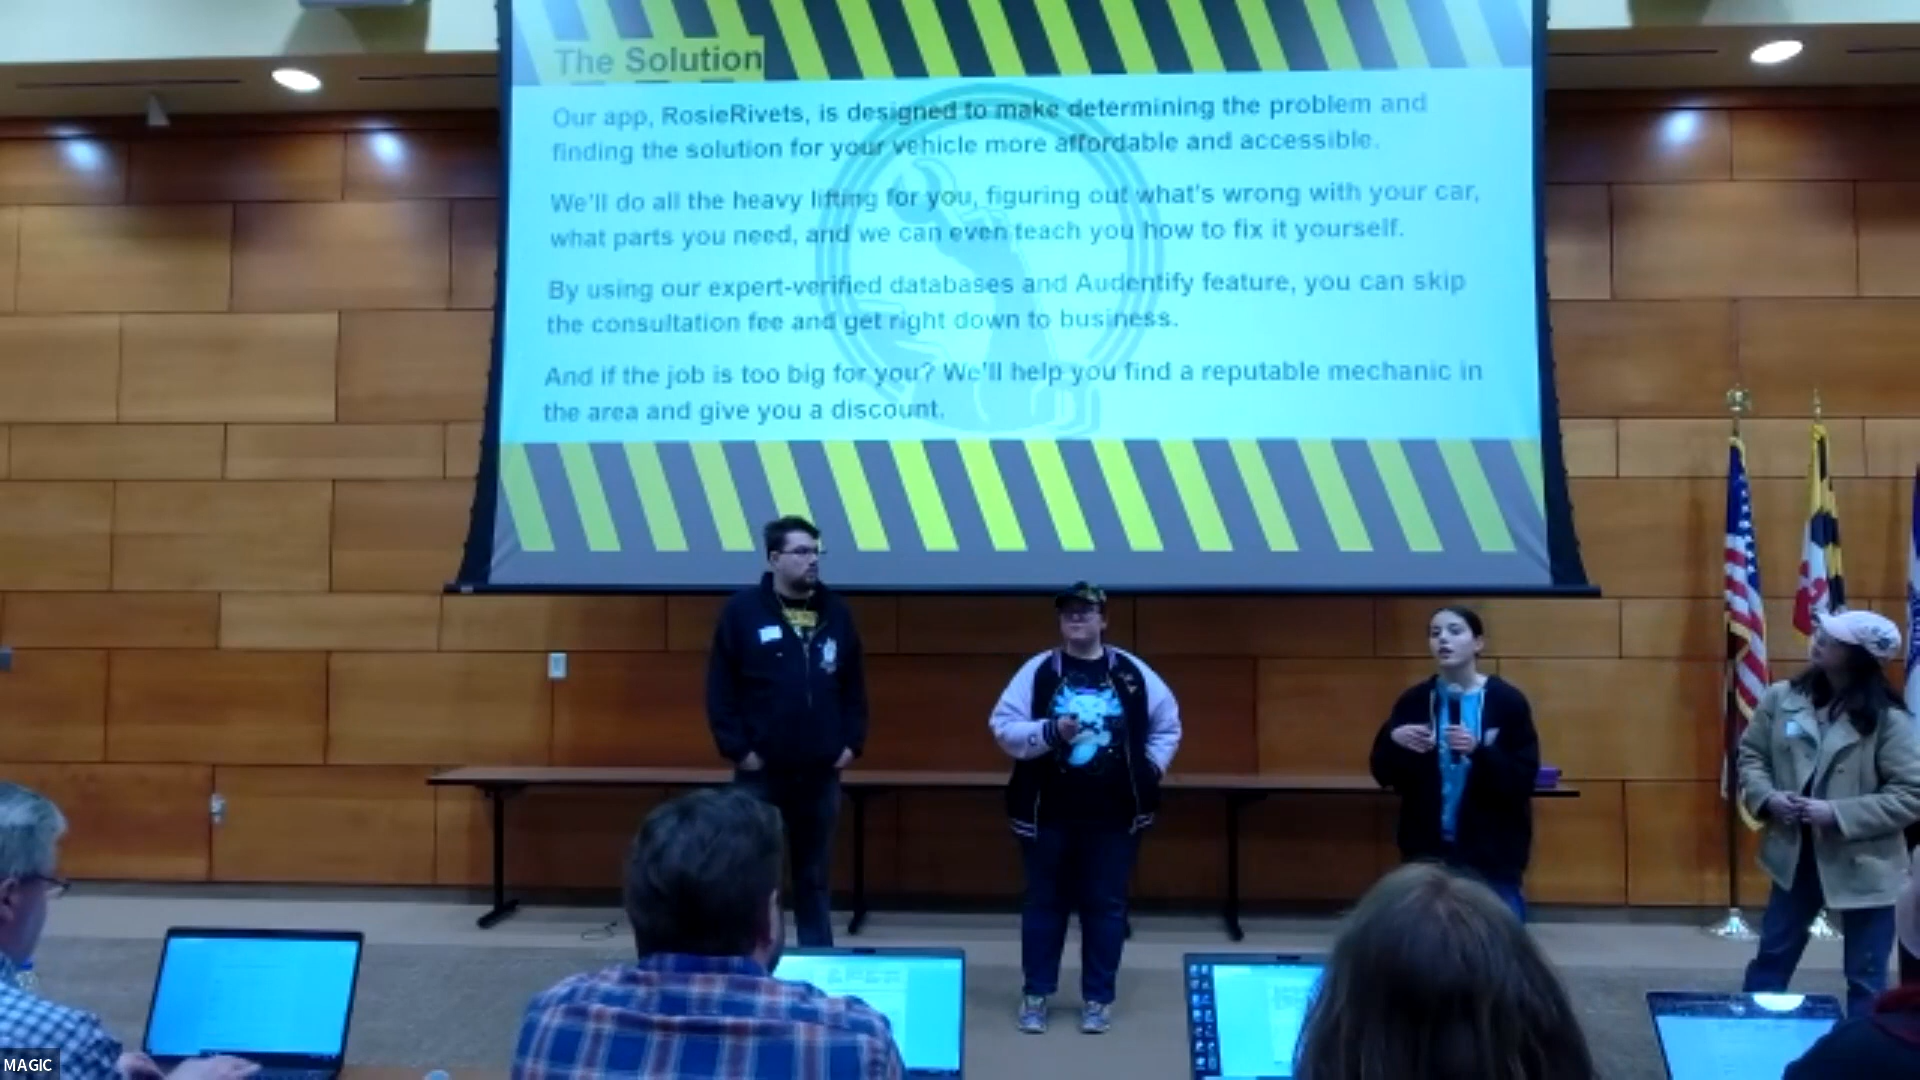 The Solution
Our app, RosieRivets, is designed to make determining the problem and
finding the solution for your vehicle more affordable and accessible.
We'll do all the heavy lifting for you, figuring out what's wrong with your car,
what parts you need, and we can even teach you how to fix it yourself.
By using our expert-verified databases and Audentify feature, you can skip
the consultation fee and get right down to business.
And if the job is too big for you? We'll help you find a reputable mechanic in
the area and give you a discount.
MAGIC